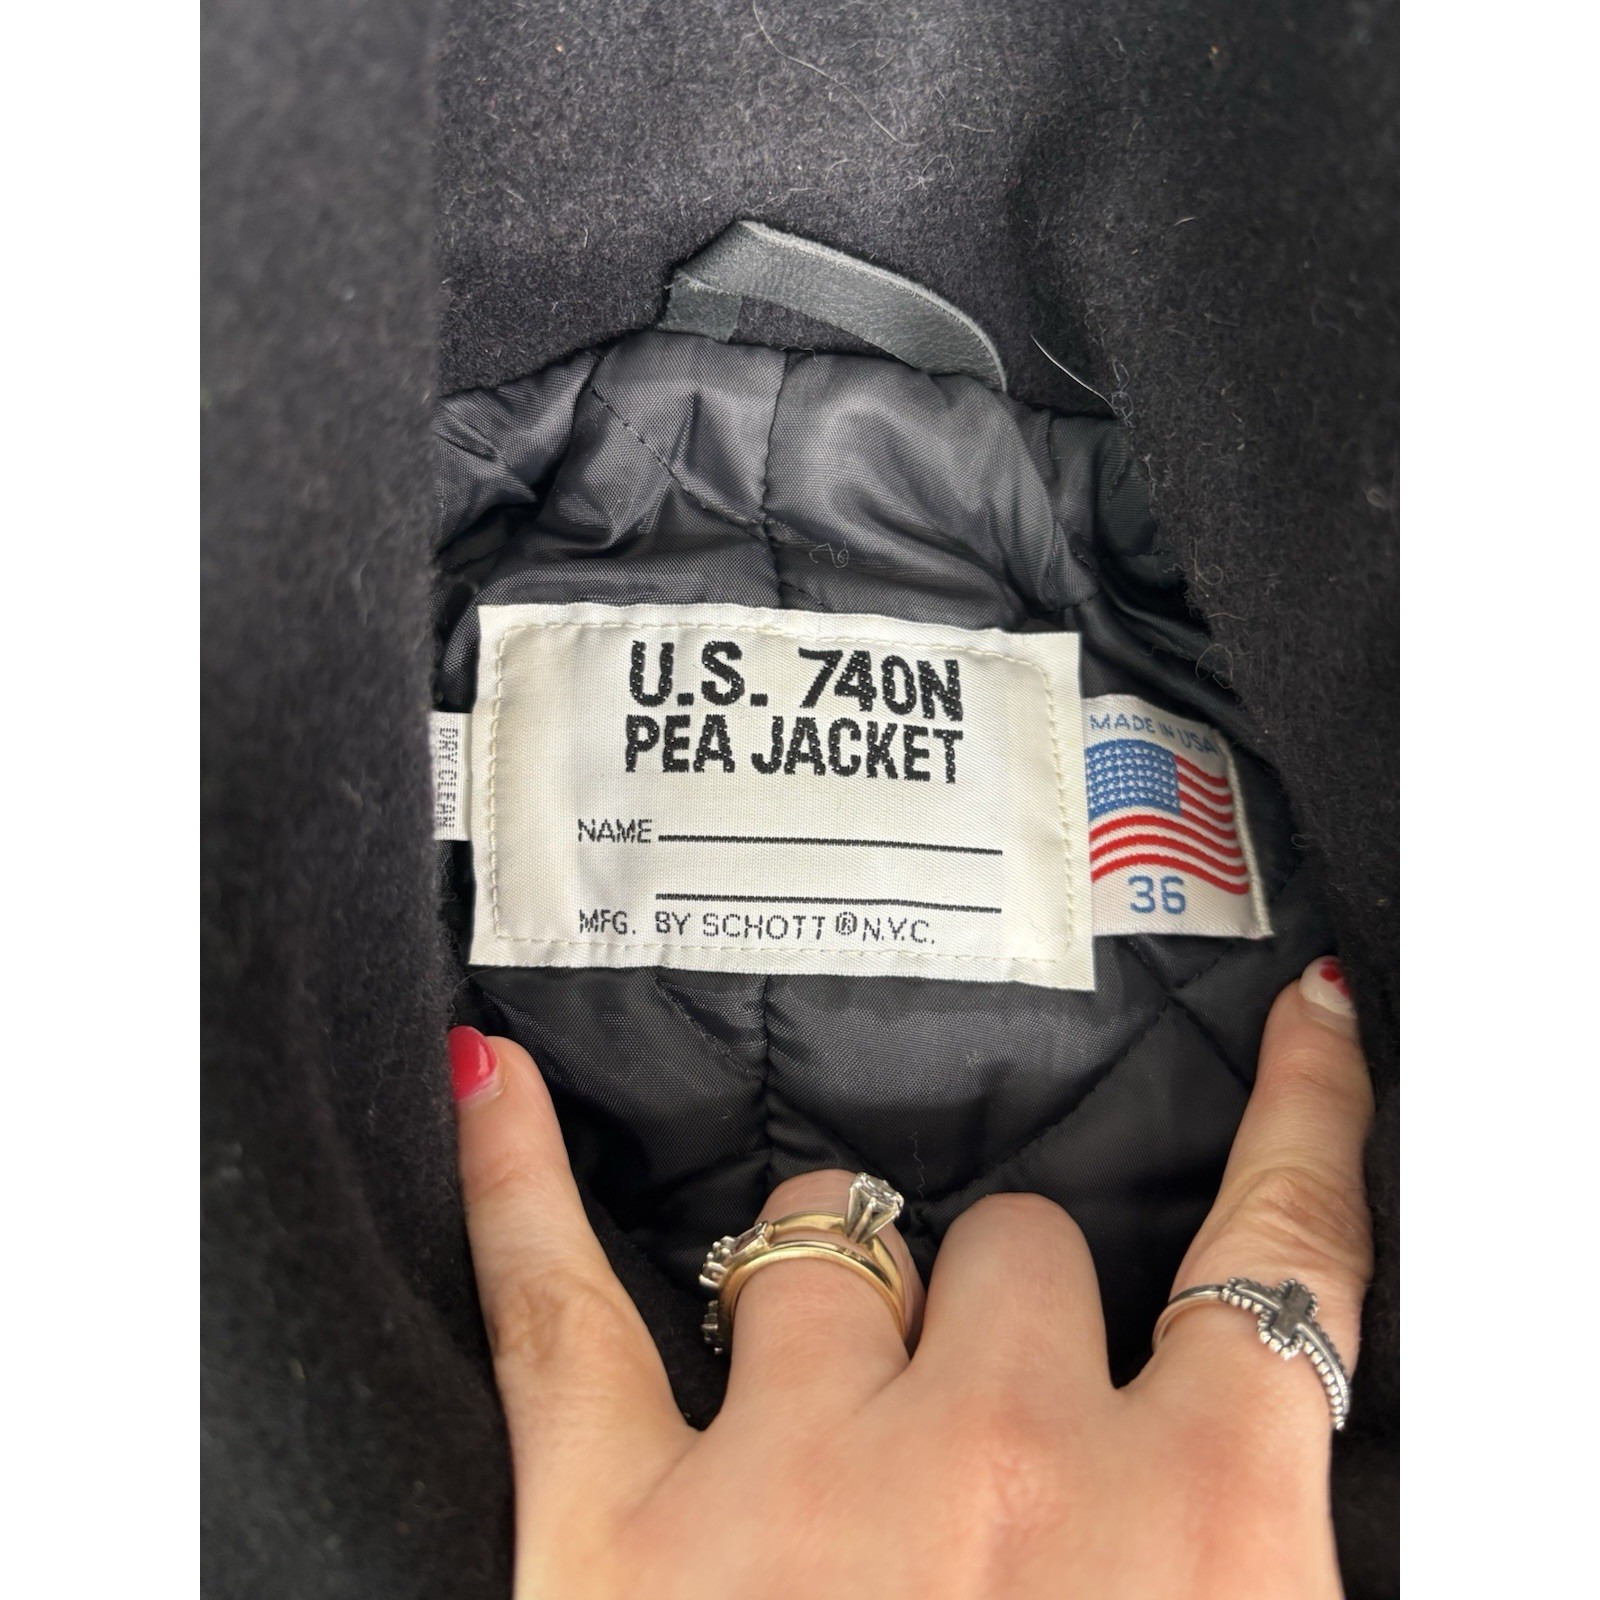 U.S. 740N
PEA JACKET
NAME
MFG. BY SCHOTT ® N.Y.C.
DRY CLEAN
MADE IN USA
36